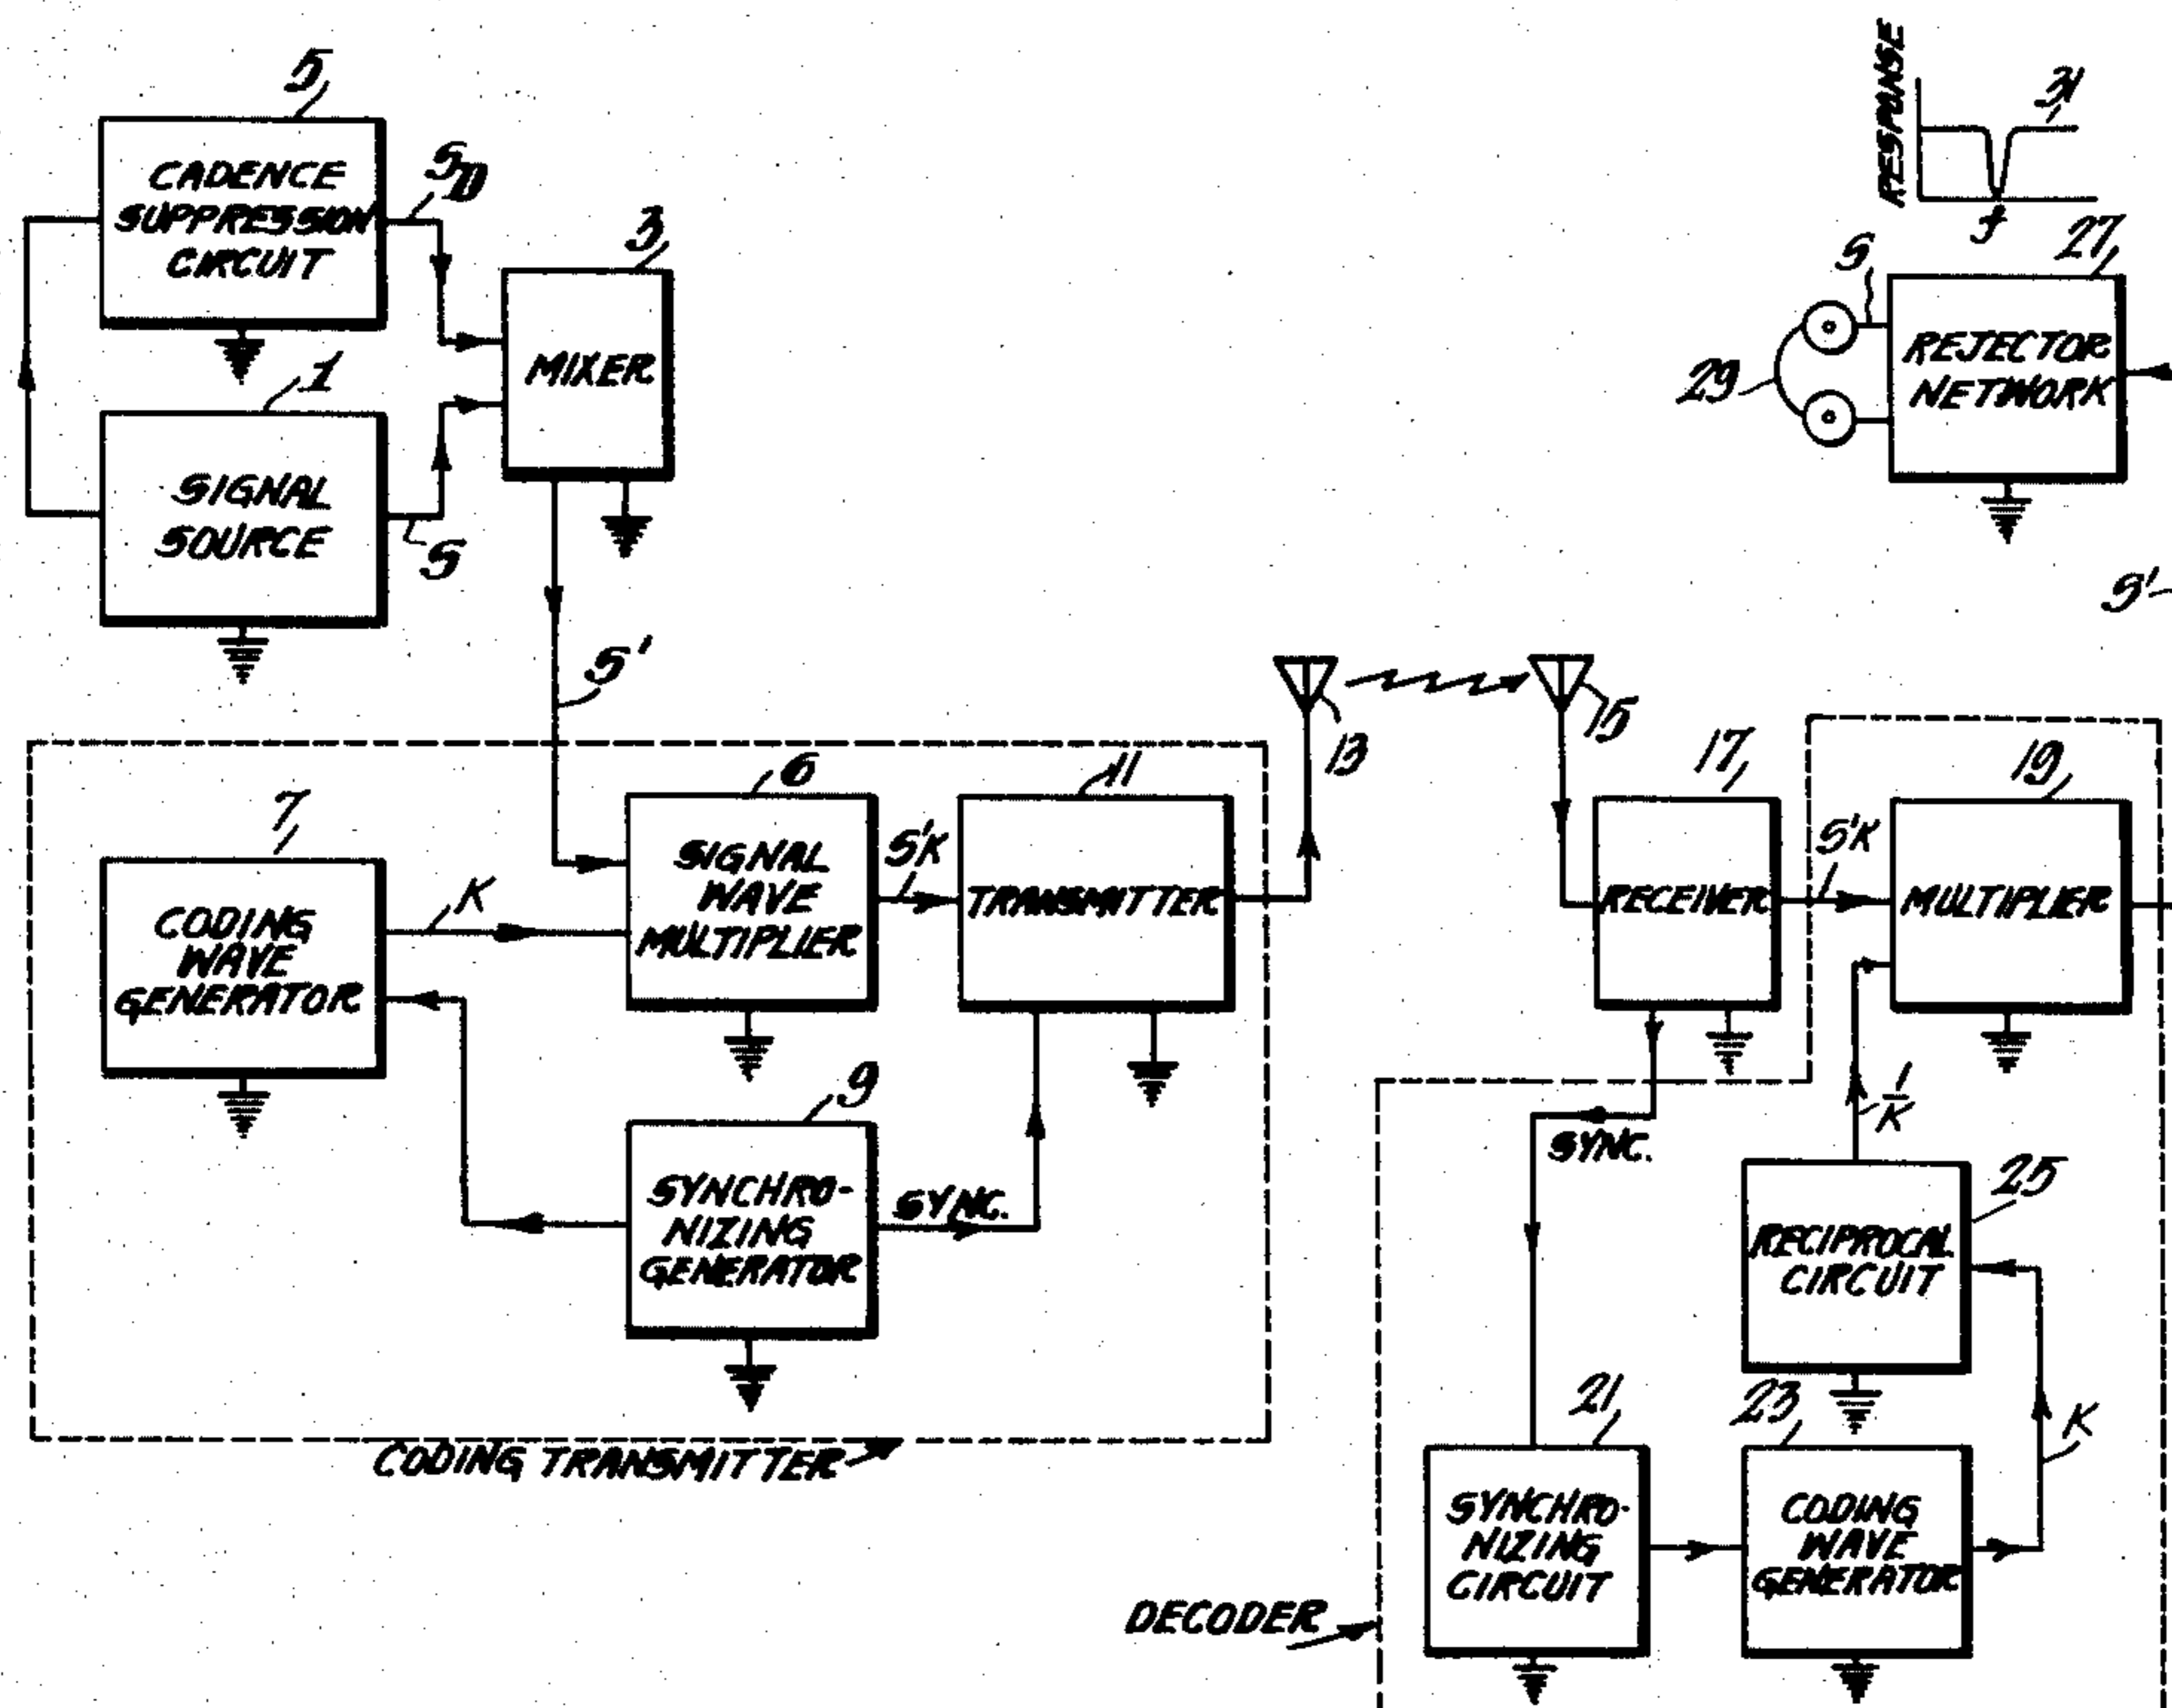 5
CADENCE
SUPPRESSION
CIRCUIT
S_D
3
MIXER
1
SIGNAL
SOURCE
S
S'
RESPONSE
31
f
27
S
REJECTOR
NETWORK
29
S'
13
15
7
CODING
WAVE
GENERATOR
K
6
SIGNAL
WAVE
MULTIPLIER
S'K
11
TRANSMITTER
9
SYNCHRO-
NIZING
GENERATOR
SYNC.
CODING TRANSMITTER
17
RECEIVER
S'K
19
MULTIPLIER
SYNC.
1/K
25
RECIPROCAL
CIRCUIT
K
21
SYNCHRO-
NIZING
CIRCUIT
23
CODING
WAVE
GENERATOR
DECODER